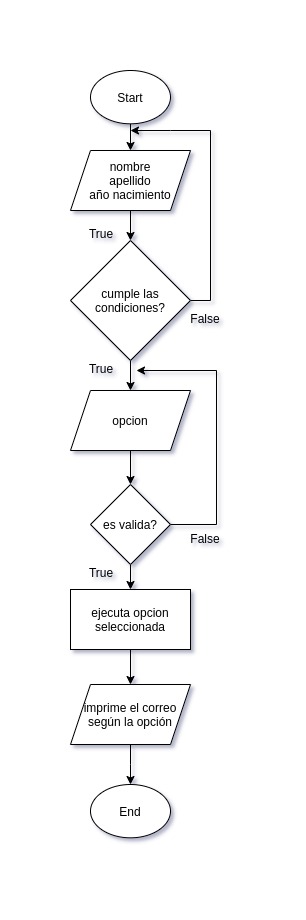 Start
nombre
apellido
año nacimiento
True
cumple las
condiciones?
False
True
opcion
es valida?
False
True
ejecuta opcion
seleccionada
imprime el correo
según la opción
End